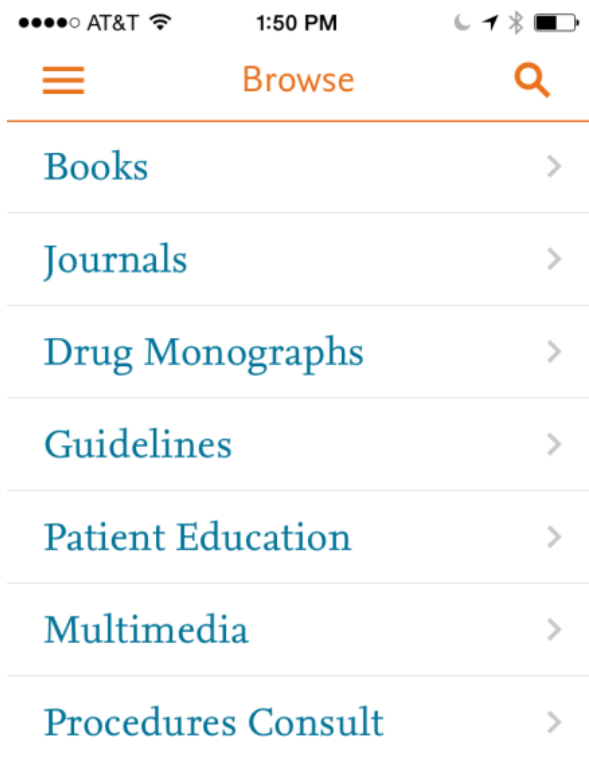 AT&T 1:50 PM
Browse
Books
Journals
Drug Monographs
Guidelines
Patient Education
Multimedia
Procedures Consult